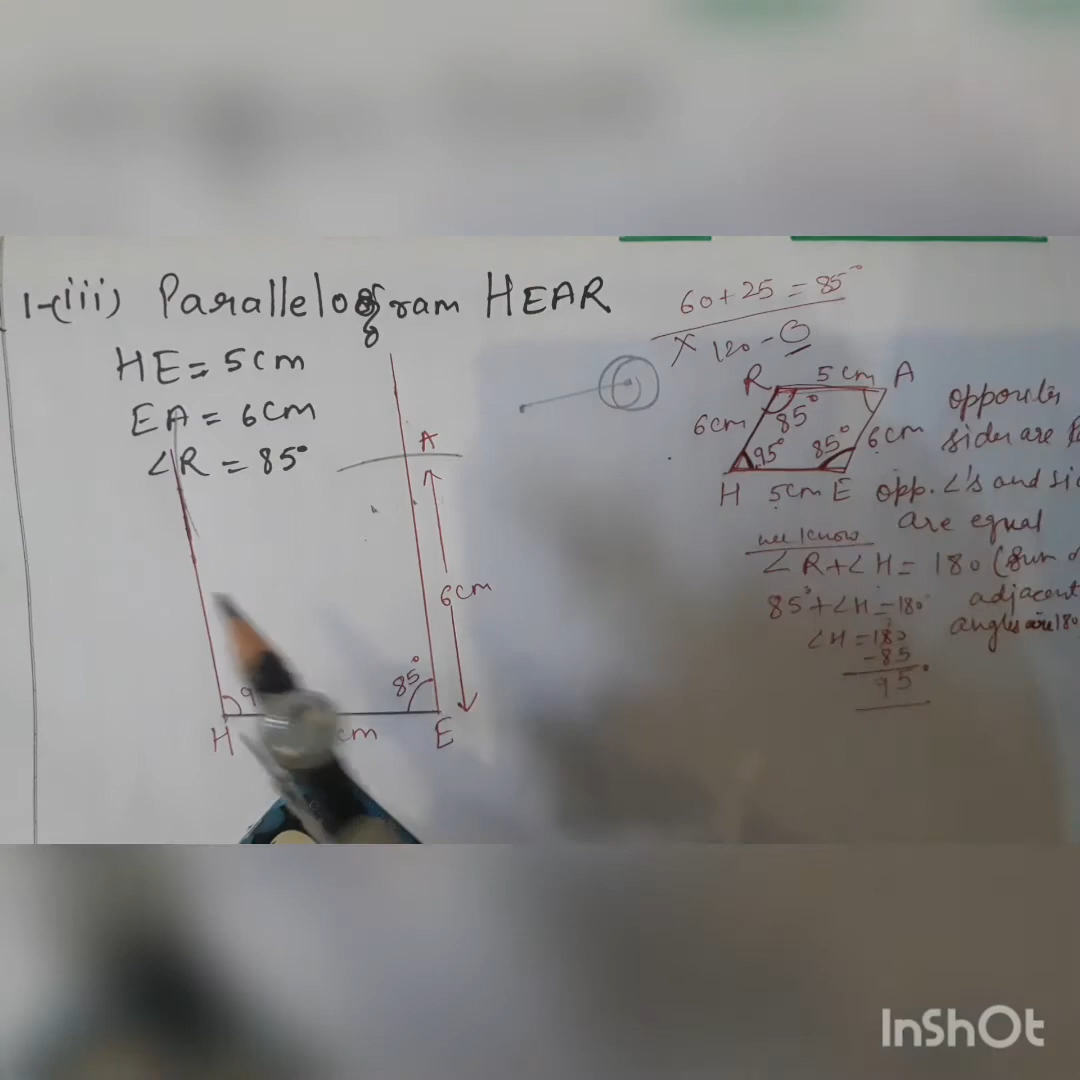 1-(iii) Parallelogram HEAR
HE = 5cm
EA = 6cm
∠R = 85°
60 + 25 = 85°
120 -
R 5cm A
6cm 85° 6cm
95° 85°
H 5cm E
opposite
sides are
opp. ∠'s and
are equal
we know
∠R + ∠H = 180 (Sum
85° + ∠H = 180°
adjacent
∠H = 180
angles are 180
- 85
95°
A
6cm
85°
9
H cm E
InShOt